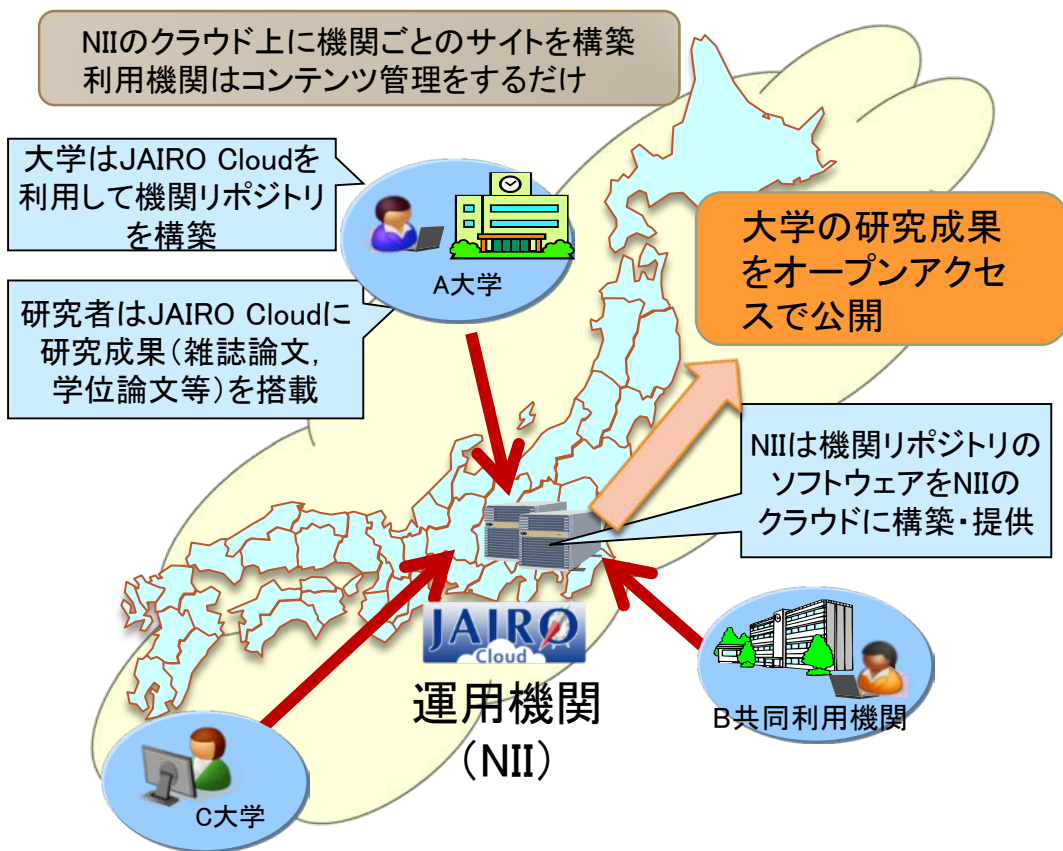 NIIのクラウド上に機関ごとのサイトを構築
利用機関はコンテンツ管理をするだけ
大学はJAIRO Cloudを
利用して機関リポジトリ
を構築
A大学
研究者はJAIRO Cloudに
研究成果(雑誌論文,
学位論文等)を搭載
大学の研究成果
をオープンアクセ
スで公開
NIIは機関リポジトリの
ソフトウェアをNIIの
クラウドに構築・提供
JAIRO
Cloud
運用機関
(NII)
B共同利用機関
C大学